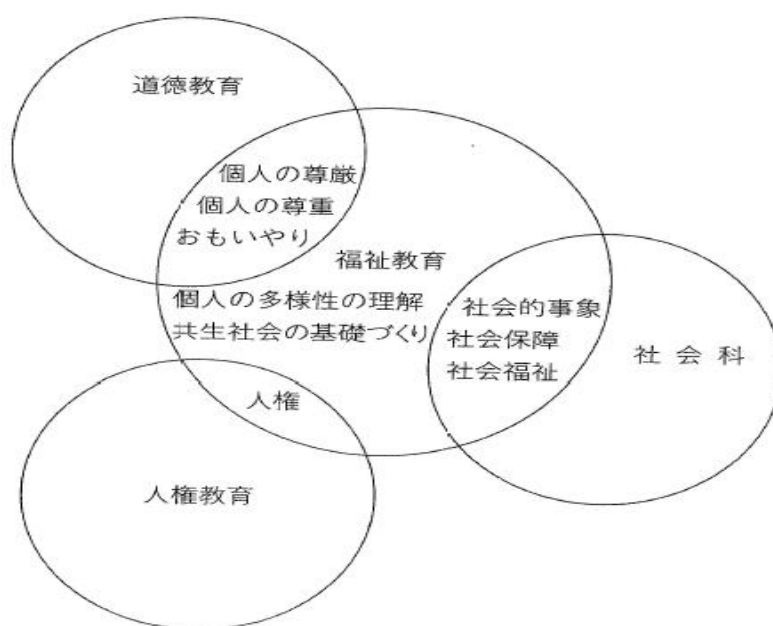 道徳教育
個人の尊厳
個人の尊重
おもいやり
福祉教育
個人の多様性の理解
共生社会の基礎づくり
社会的事象
社会保障
社会福祉
社会科
人権
人権教育